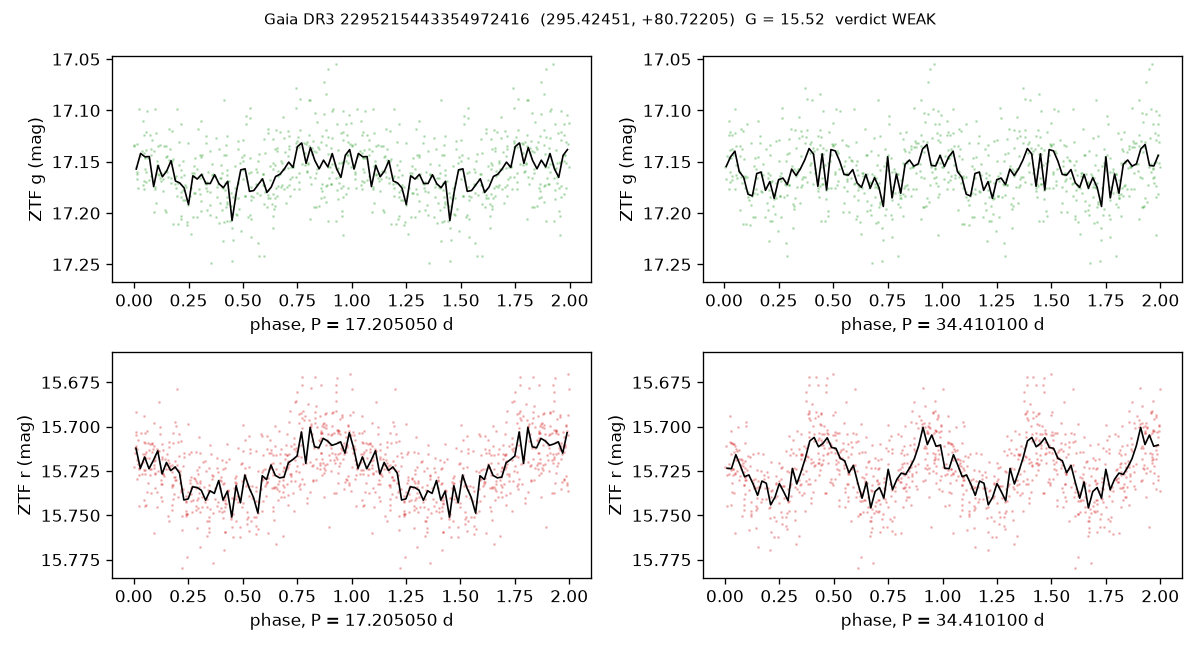 Gaia DR3 2295215443354972416 (295.42451, +80.72205) G = 15.52 verdict WEAK
ZTF g (mag)
17.05
17.10
17.15
17.20
17.25
0.00 0.25 0.50 0.75 1.00 1.25 1.50 1.75 2.00
phase, P = 17.205050 d
ZTF g (mag)
17.05
17.10
17.15
17.20
17.25
0.00 0.25 0.50 0.75 1.00 1.25 1.50 1.75 2.00
phase, P = 34.410100 d
ZTF r (mag)
15.675
15.700
15.725
15.750
15.775
0.00 0.25 0.50 0.75 1.00 1.25 1.50 1.75 2.00
phase, P = 17.205050 d
ZTF r (mag)
15.675
15.700
15.725
15.750
15.775
0.00 0.25 0.50 0.75 1.00 1.25 1.50 1.75 2.00
phase, P = 34.410100 d